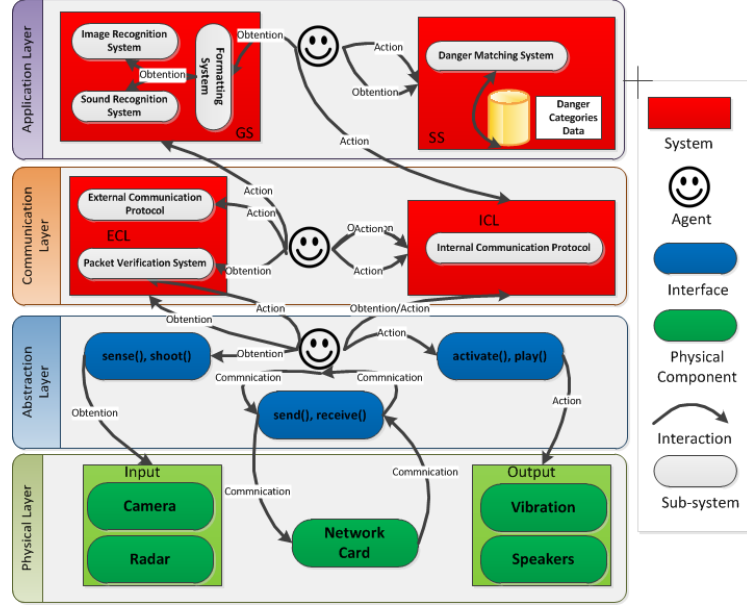 Application Layer
Image Recognition
System
Obtention
Sound Recognition
System
Formatting
System
GS
Obtention
Action
Obtention
Danger Matching System
Danger
Categories
Data
SS
Action
Communication
Layer
Action
External Communication
Protocol
Action
ECL
Packet Verification System
Obtention
Action
Action
ICL
Internal Communication Protocol
Action
Obtention
Obtention/Action
Abstraction
Layer
sense(), shoot()
Obtention
Action
activate(), play()
Commnication
Commnication
send(), receive()
Obtention
Action
Physical Layer
Input
Camera
Radar
Commnication
Commnication
Network
Card
Output
Vibration
Speakers
System
Agent
Interface
Physical
Component
Interaction
Sub-system